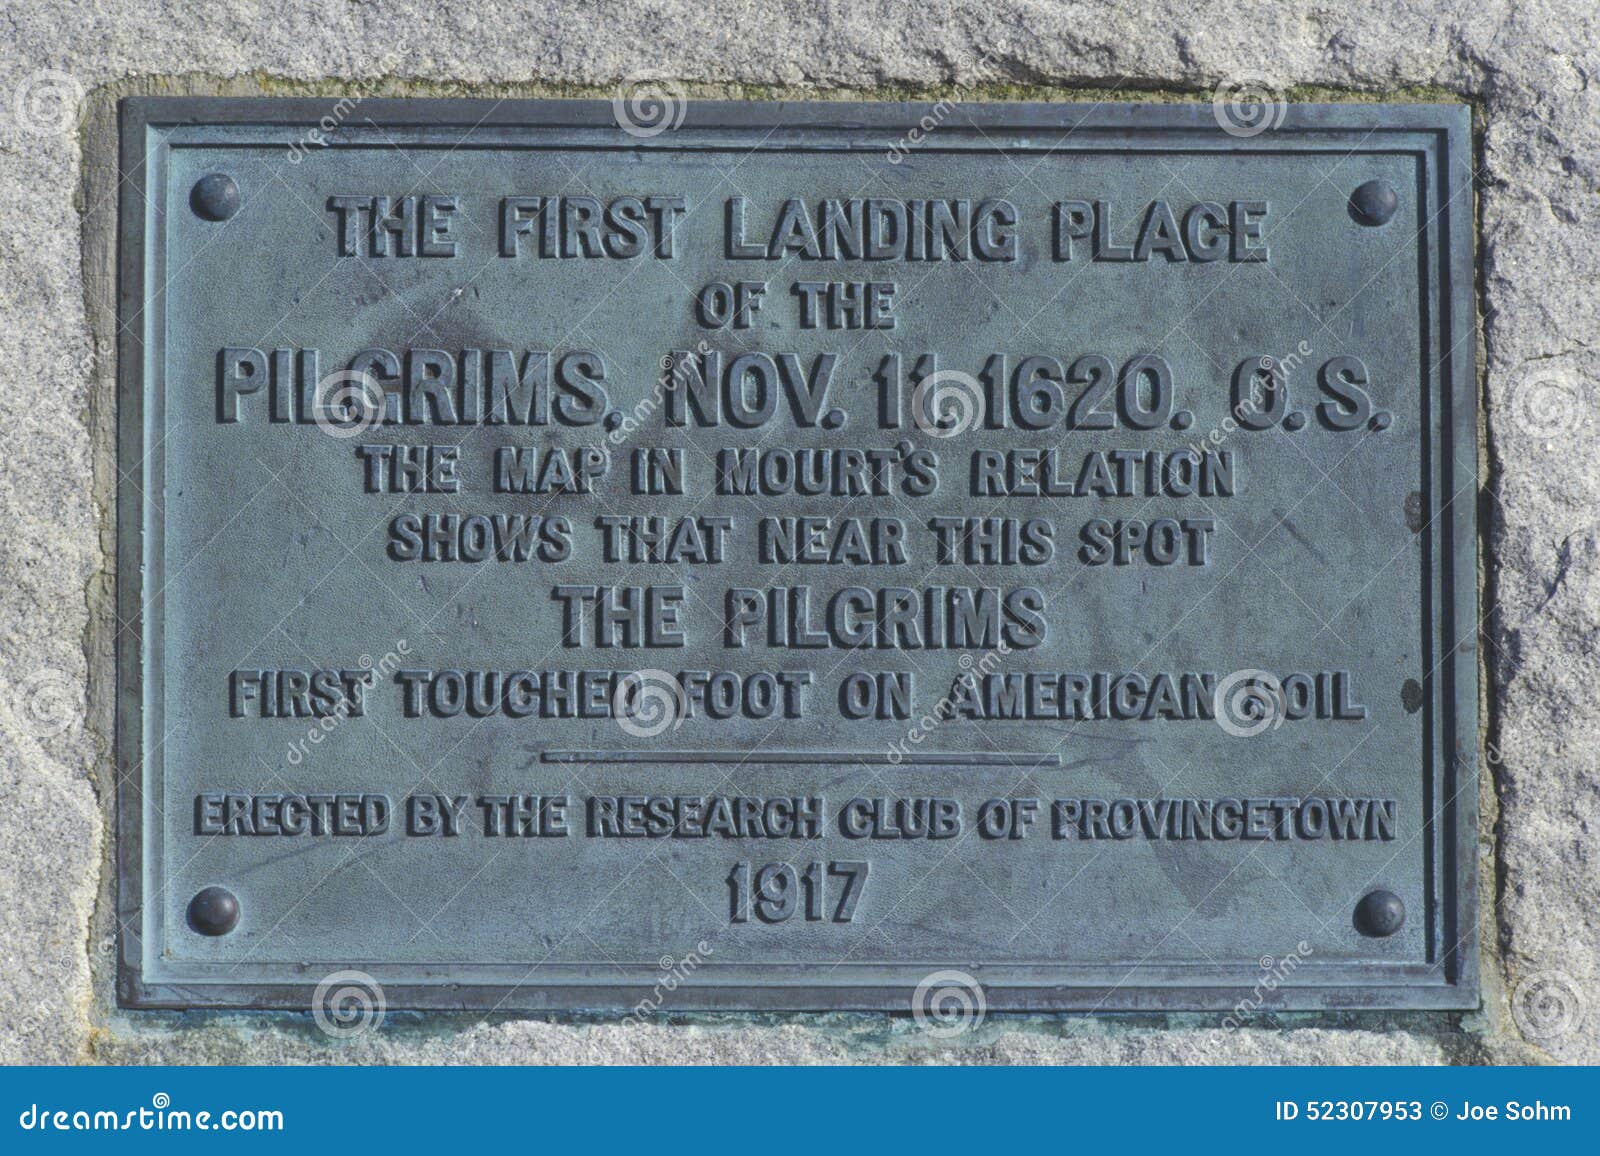 THE FIRST LANDING PLACE
OF THE
PILGRIMS, NOV. 11, 1620. O.S.
THE MAP IN MOURT'S RELATION
SHOWS THAT NEAR THIS SPOT
THE PILGRIMS
FIRST TOUCHED FOOT ON AMERICAN SOIL
ERECTED BY THE RESEARCH CLUB OF PROVINCETOWN
1917
dreamstime.com
ID 52307953 © Joe Sohm